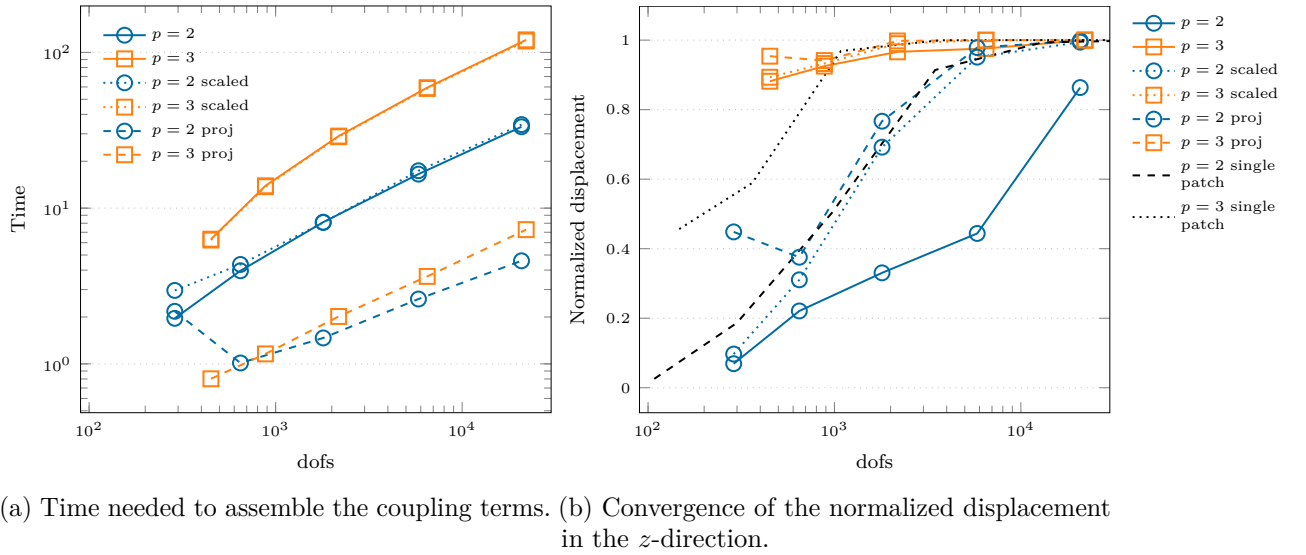 10^2
10^1
10^0
Time
10^2
10^3
10^4
dofs
p = 2
p = 3
p = 2 scaled
p = 3 scaled
p = 2 proj
p = 3 proj
1
0.8
0.6
0.4
0.2
0
Normalized displacement
10^2
10^3
10^4
dofs
p = 2
p = 3
p = 2 scaled
p = 3 scaled
p = 2 proj
p = 3 proj
p = 2 single
patch
p = 3 single
patch
(a) Time needed to assemble the coupling terms.
(b) Convergence of the normalized displacement
in the z-direction.